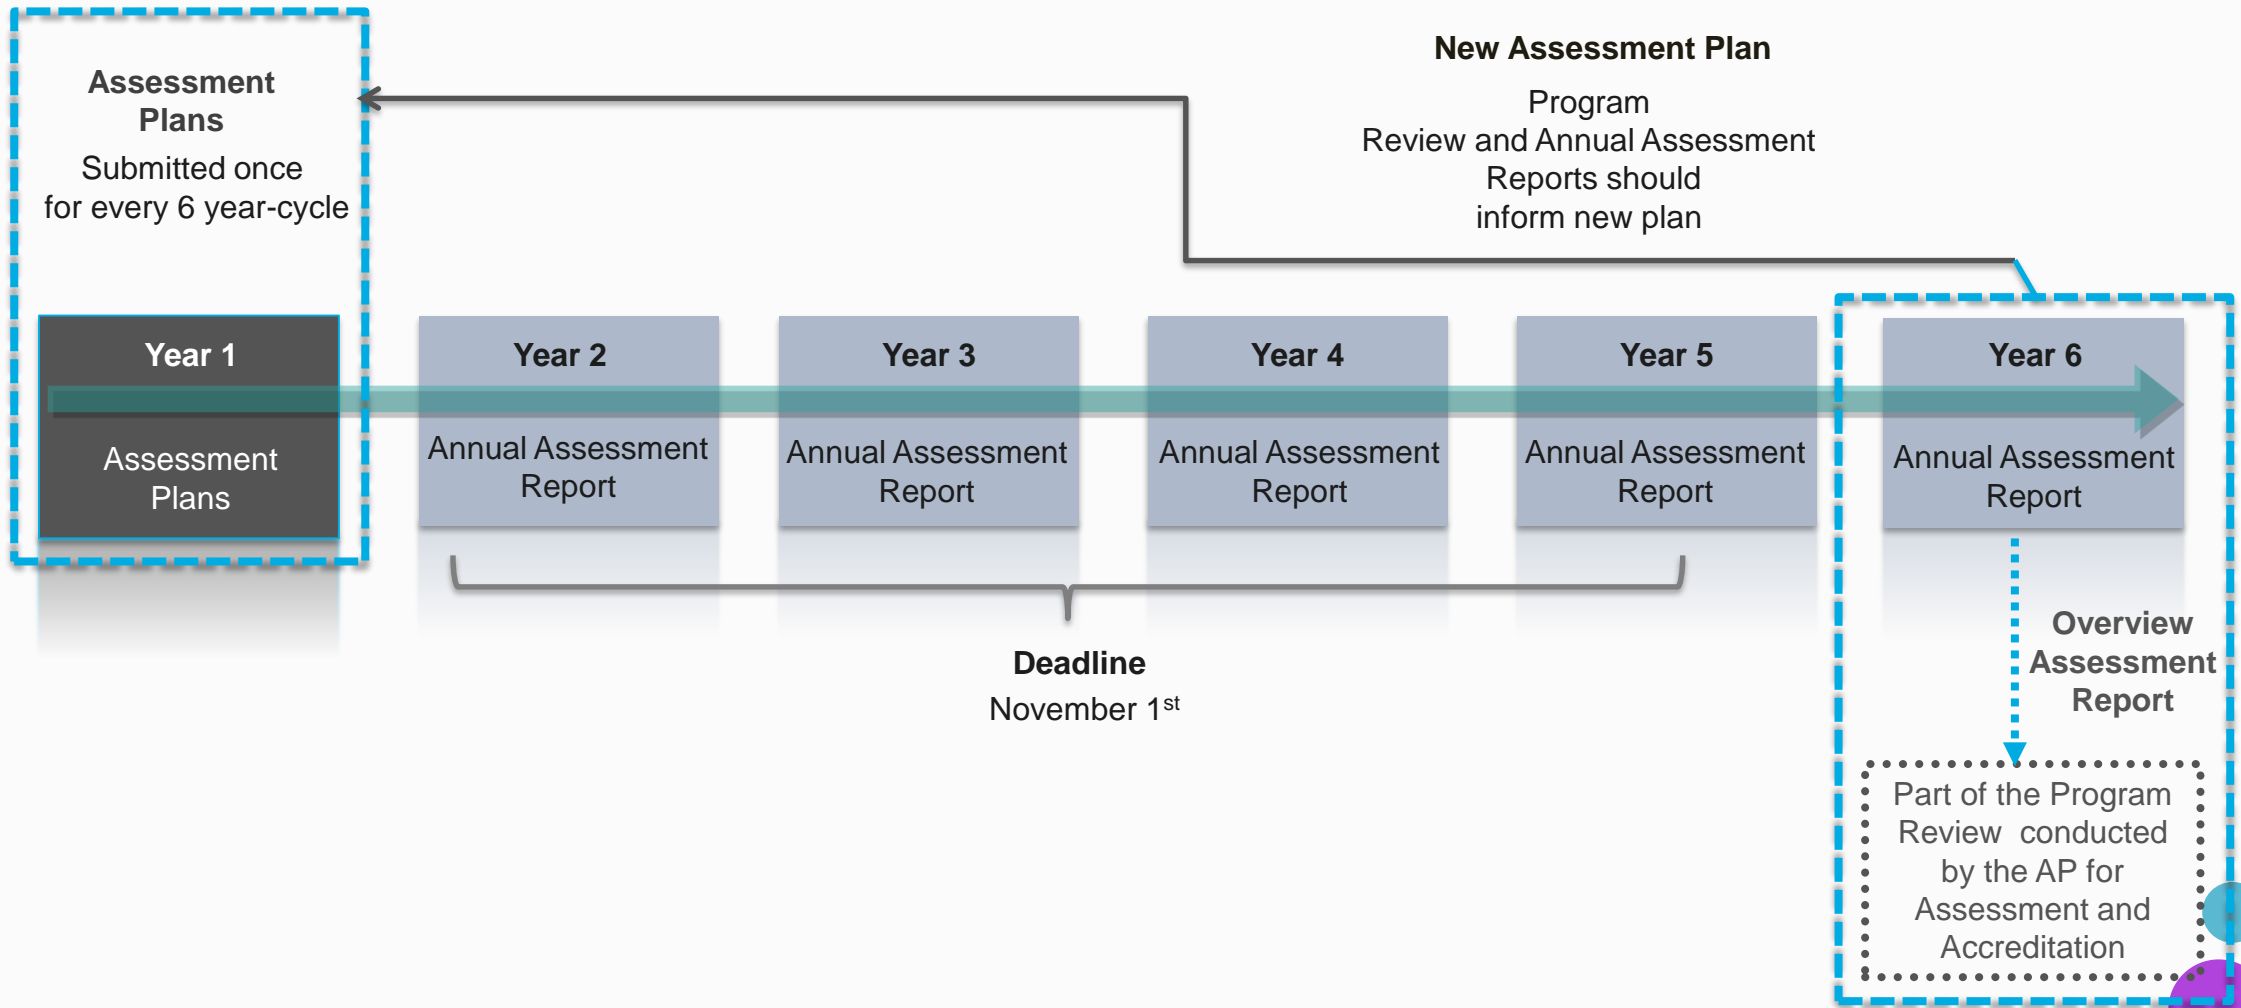 Assessment
Plans
Submitted once
for every 6 year-cycle
New Assessment Plan
Program
Review and Annual Assessment
Reports should
inform new plan
Year 1
Assessment
Plans
Year 2
Annual Assessment
Report
Year 3
Annual Assessment
Report
Year 4
Annual Assessment
Report
Year 5
Annual Assessment
Report
Year 6
Annual Assessment
Report
Deadline
November 1st
Overview
Assessment
Report
Part of the Program
Review conducted
by the AP for
Assessment and
Accreditation